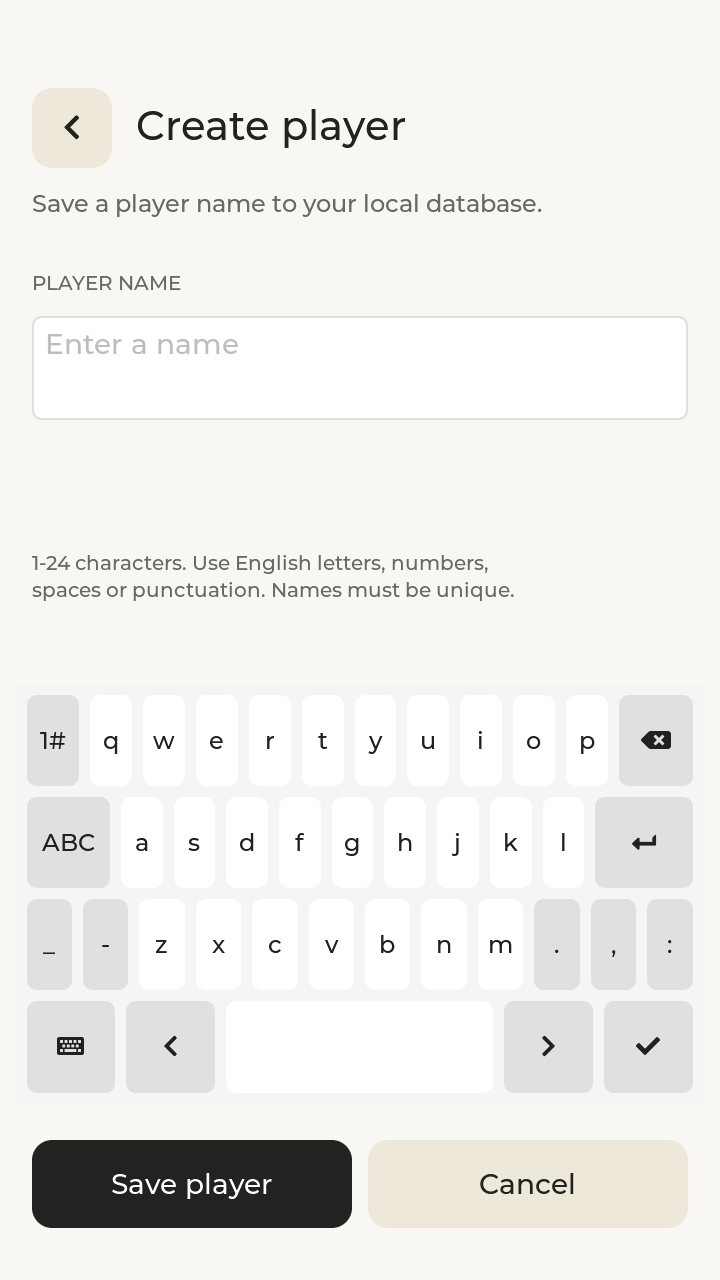 Create player
Save a player name to your local database.
PLAYER NAME
Enter a name
1-24 characters. Use English letters, numbers,
spaces or punctuation. Names must be unique.
1# q w e r t y u i o p
ABC a s d f g h j k l
_ - z x c v b n m . , :
Save player Cancel